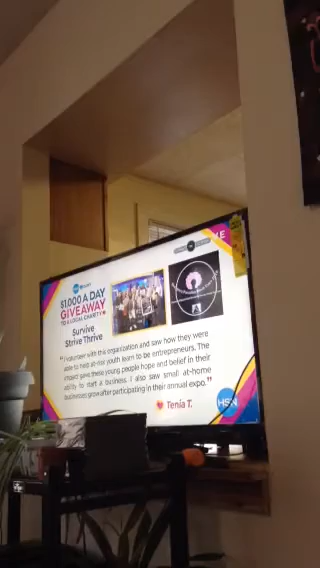 $1,000 A DAY
GIVEAWAY
TO A LOCAL CHARITY
Survive
Strive Thrive
"I volunteer with this organization and saw how they were
able to help at-risk youth learn to be entrepreneurs. The
impact gave these young people hope and belief in their
ability to start a business. I also saw small at-home
businesses grow after participating in their annual expo."
Tenia T.
HSN